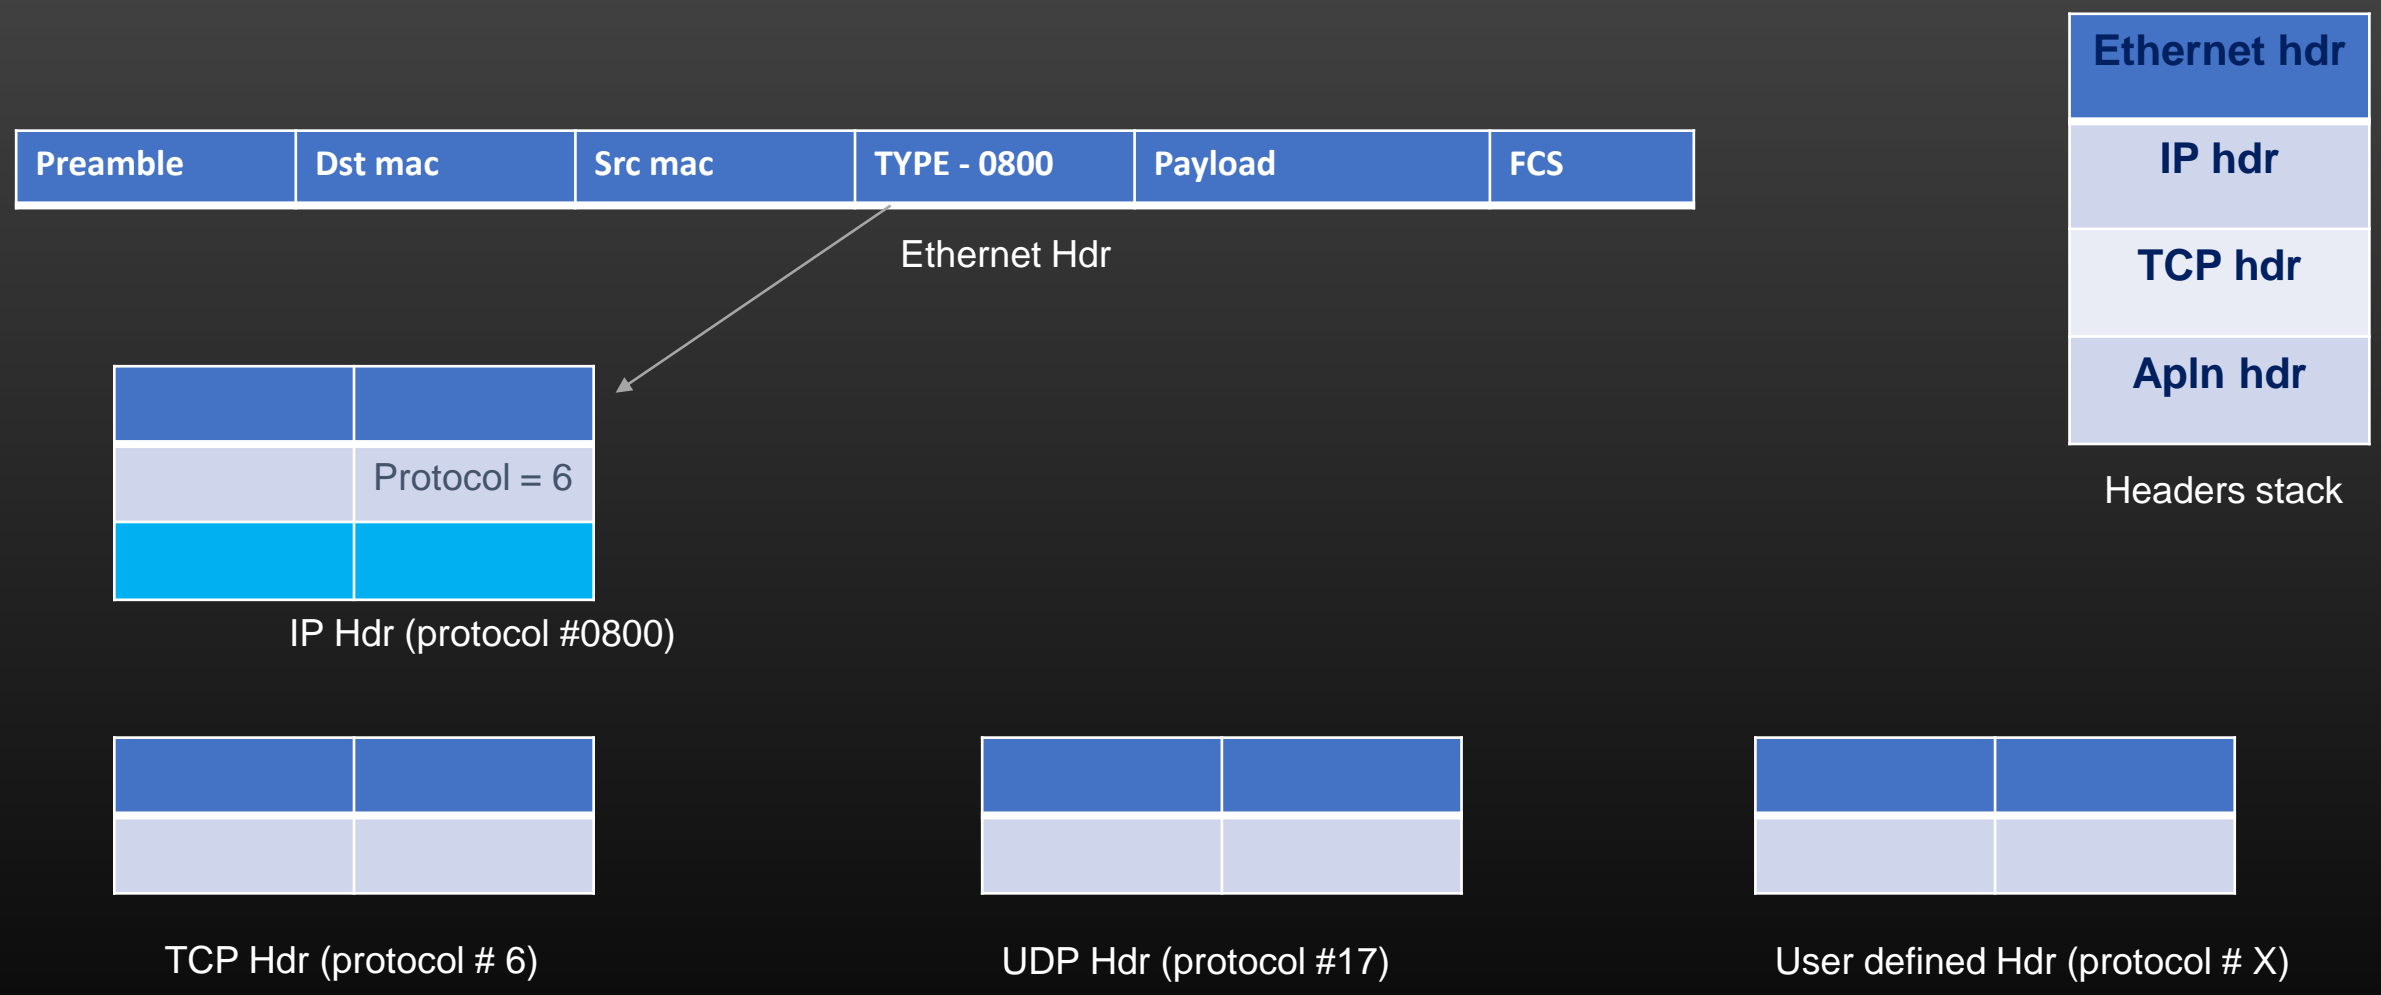 Ethernet hdr
IP hdr
TCP hdr
Apln hdr
Headers stack
Preamble Dst mac Src mac TYPE - 0800 Payload FCS
Ethernet Hdr
Protocol = 6
IP Hdr (protocol #0800)
TCP Hdr (protocol # 6)
UDP Hdr (protocol #17)
User defined Hdr (protocol # X)